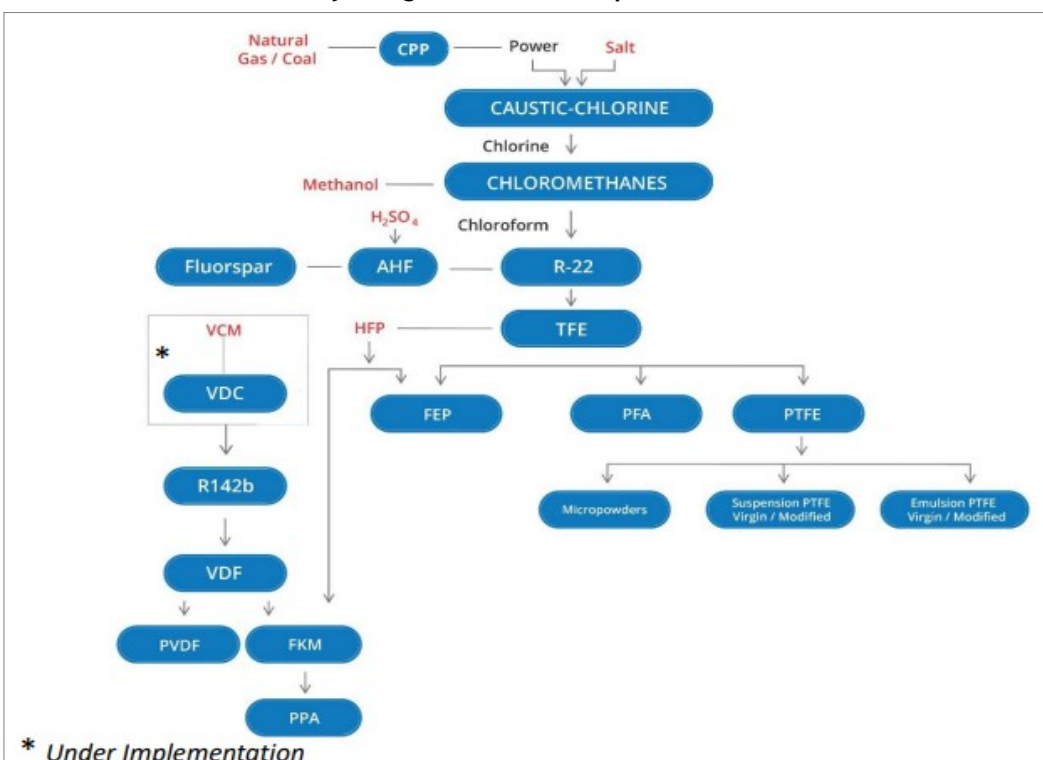 Natural
Gas / Coal
CPP
Power
Salt
CAUSTIC-CHLORINE
Chlorine
Methanol
CHLOROMETHANES
H₂SO₄
Chloroform
Fluorspar
AHF
R-22
VCM
HFP
TFE
*
VDC
FEP
PFA
PTFE
R142b
Micropowders
Suspension PTFE
Virgin / Modified
Emulsion PTFE
Virgin / Modified
VDF
PVDF
FKM
PPA
* Under Implementation